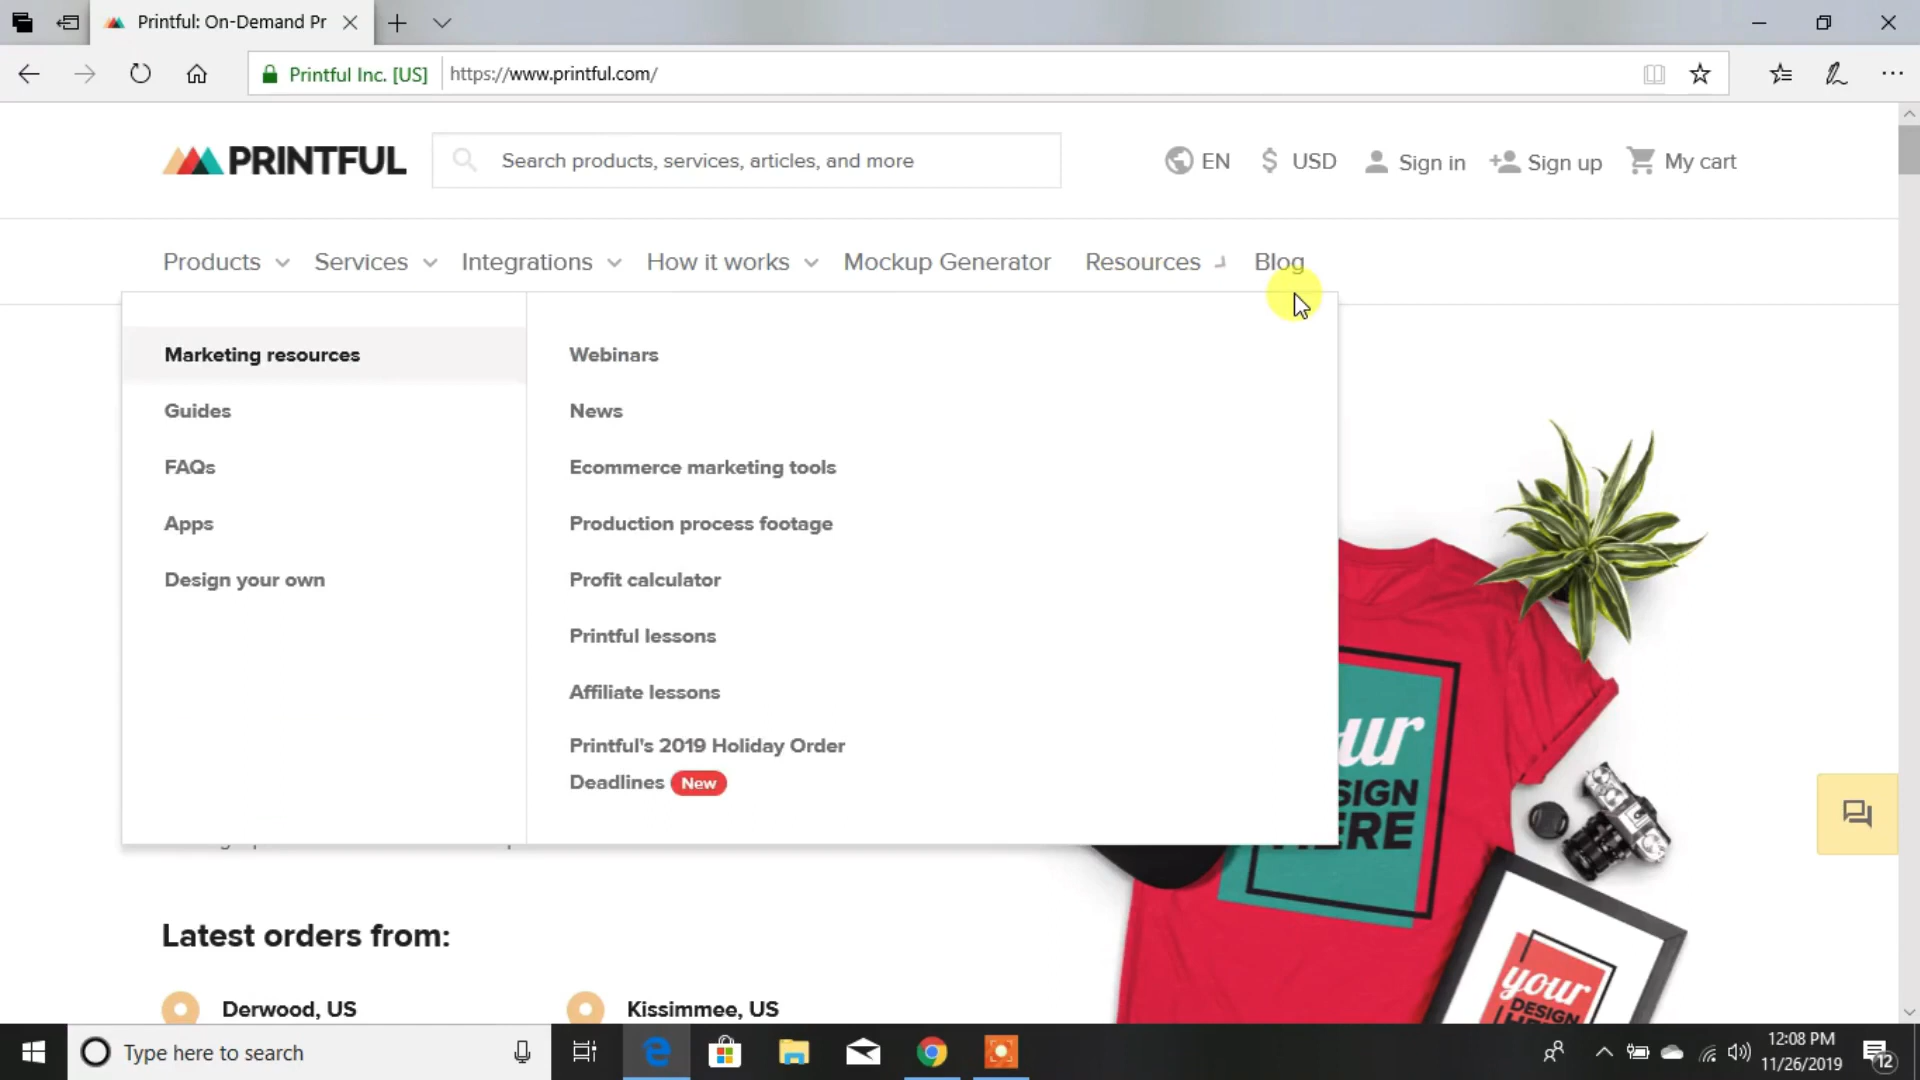 Printful: On-Demand Pr
Printful Inc. [US] https://www.printful.com/
PRINTFUL
Search products, services, articles, and more
EN USD Sign in Sign up My cart
Products Services Integrations How it works Mockup Generator Resources Blog
Marketing resources
Guides
FAQs
Apps
Design your own
Webinars
News
Ecommerce marketing tools
Production process footage
Profit calculator
Printful lessons
Affiliate lessons
Printful's 2019 Holiday Order
Deadlines New
HERE
your
DESIGN
Latest orders from:
Derwood, US
Kissimmee, US
Type here to search
12:08 PM
11/26/2019
12